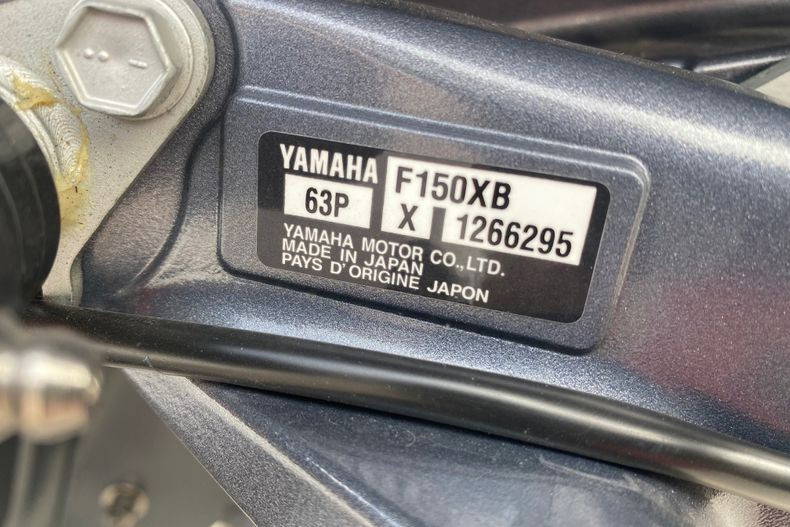 YAMAHA
F150XB
63P
X 1266295
YAMAHA MOTOR CO.,LTD.
MADE IN JAPAN
PAYS D'ORIGINE JAPON